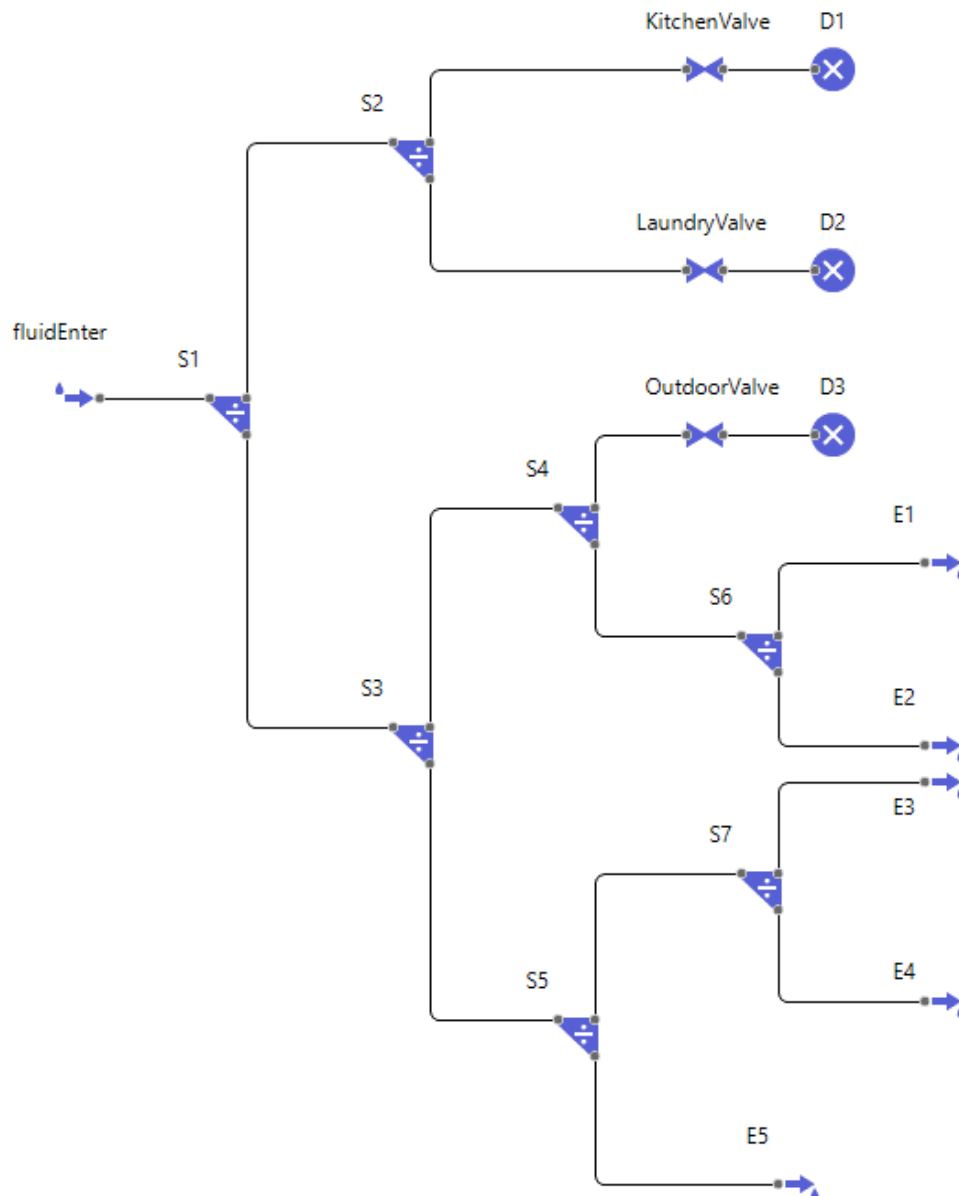 KitchenValve D1
S2
LaundryValve D2
fluidEnter
S1
OutdoorValve D3
S4
E1
S6
S3
E2
E3
S7
E4
S5
E5